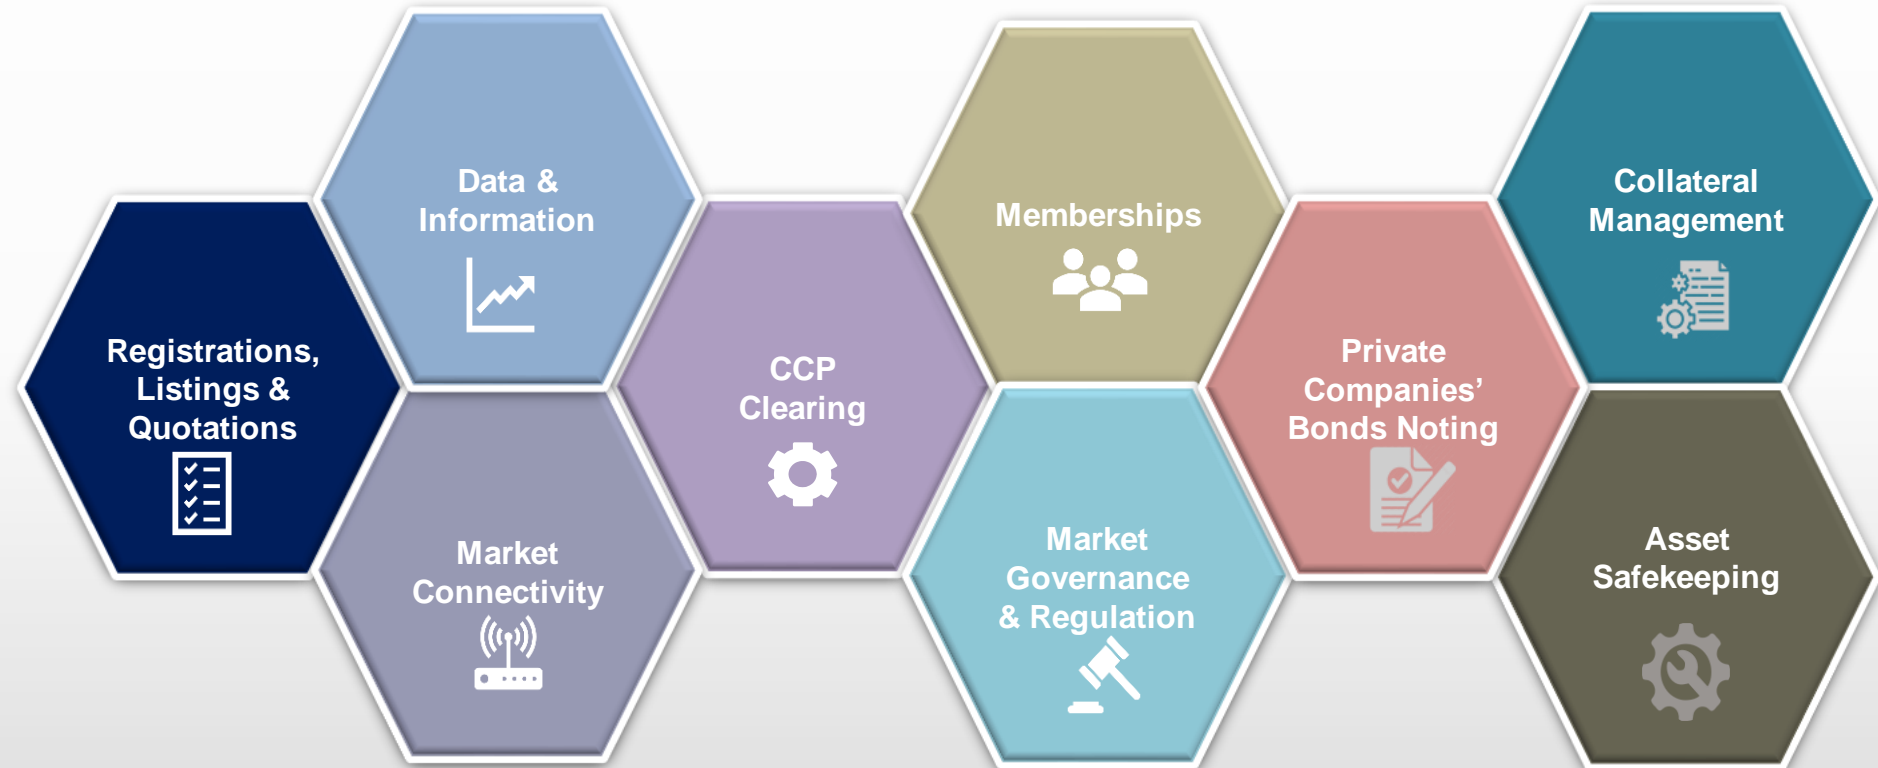 Registrations,
Listings &
Quotations
Data &
Information
Market
Connectivity
CCP
Clearing
Memberships
Market
Governance
& Regulation
Private
Companies’
Bonds Noting
Collateral
Management
Asset
Safekeeping